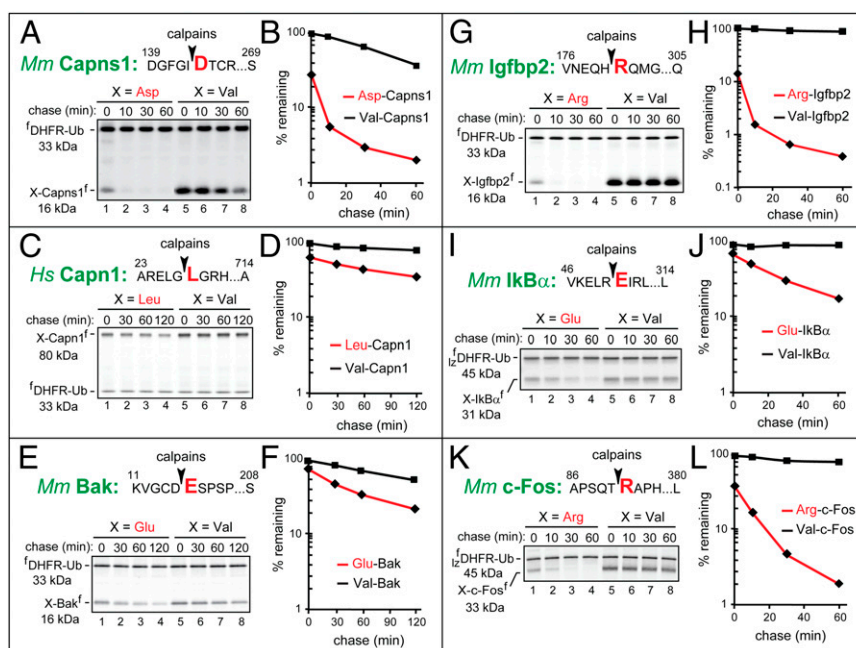 A
calpains
139 269
Mm Capns1: DGFGI DTCR...S
X = Asp X = Val
chase (min): 0 10 30 60 0 10 30 60
fDHFR-Ub
33 kDa
X-Capns1f
16 kDa
1 2 3 4 5 6 7 8
B
100
10
1
% remaining
Asp-Capns1
Val-Capns1
0 20 40 60
chase (min)
C
calpains
23 714
Hs Capn1: ARELG LGRH...A
X = Leu X = Val
chase (min): 0 30 60 120 0 30 60 120
X-Capn1f
80 kDa
fDHFR-Ub
33 kDa
1 2 3 4 5 6 7 8
D
100
10
1
% remaining
Leu-Capn1
Val-Capn1
0 30 60 90 120
chase (min)
E
calpains
11 208
Mm Bak: KVGCD ESPSP...S
X = Glu X = Val
chase (min): 0 30 60 120 0 30 60 120
fDHFR-Ub
33 kDa
X-Bakf
16 kDa
1 2 3 4 5 6 7 8
F
100
10
1
% remaining
Glu-Bak
Val-Bak
0 30 60 90 120
chase (min)
G
calpains
176 305
Mm Igfbp2: VNEQH RQMG...Q
X = Arg X = Val
chase (min): 0 10 30 60 0 10 30 60
fDHFR-Ub
33 kDa
X-Igfbp2f
16 kDa
1 2 3 4 5 6 7 8
H
100
10
1
0.1
% remaining
Arg-Igfbp2
Val-Igfbp2
0 20 40 60
chase (min)
I
calpains
46 314
Mm IkBα: VKELR EIRL...L
X = Glu X = Val
chase (min): 0 10 30 60 0 10 30 60
flzDHFR-Ub
45 kDa
X-IkBαf
31 kDa
1 2 3 4 5 6 7 8
J
100
10
1
% remaining
Glu-IkBα
Val-IkBα
0 20 40 60
chase (min)
K
calpains
86 380
Mm c-Fos: APSQT RAPH...L
X = Arg X = Val
chase (min): 0 10 30 60 0 10 30 60
flzDHFR-Ub
45 kDa
X-c-Fosf
33 kDa
1 2 3 4 5 6 7 8
L
100
10
1
% remaining
Arg-c-Fos
Val-c-Fos
0 20 40 60
chase (min)